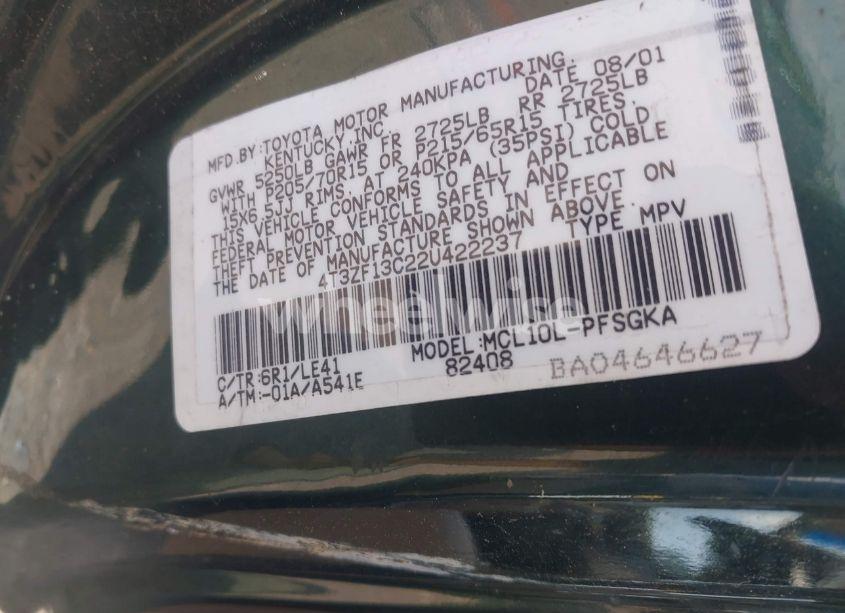 MFD.BY:TOYOTA MOTOR MANUFACTURING.
KENTUCKY,INC. DATE 08/01
GVWR 5250LB GAWR FR 2725LB RR 2725LB
WITH P205/70R15 OR P215/65R15 TIRES,
15X6.5JJ RIMS, AT 240KPA (35PSI) COLD
THIS VEHICLE CONFORMS TO ALL APPLICABLE
FEDERAL MOTOR VEHICLE SAFETY AND
THEFT PREVENTION STANDARDS IN EFFECT ON
THE DATE OF MANUFACTURE SHOWN ABOVE.
4T3ZF13C22U422237 TYPE MPV
wheelwise
C/TR:6R1/LE41 MODEL:MCL10L-PFSGKA
A/TM:-01A/A541E 82408
BA04646627